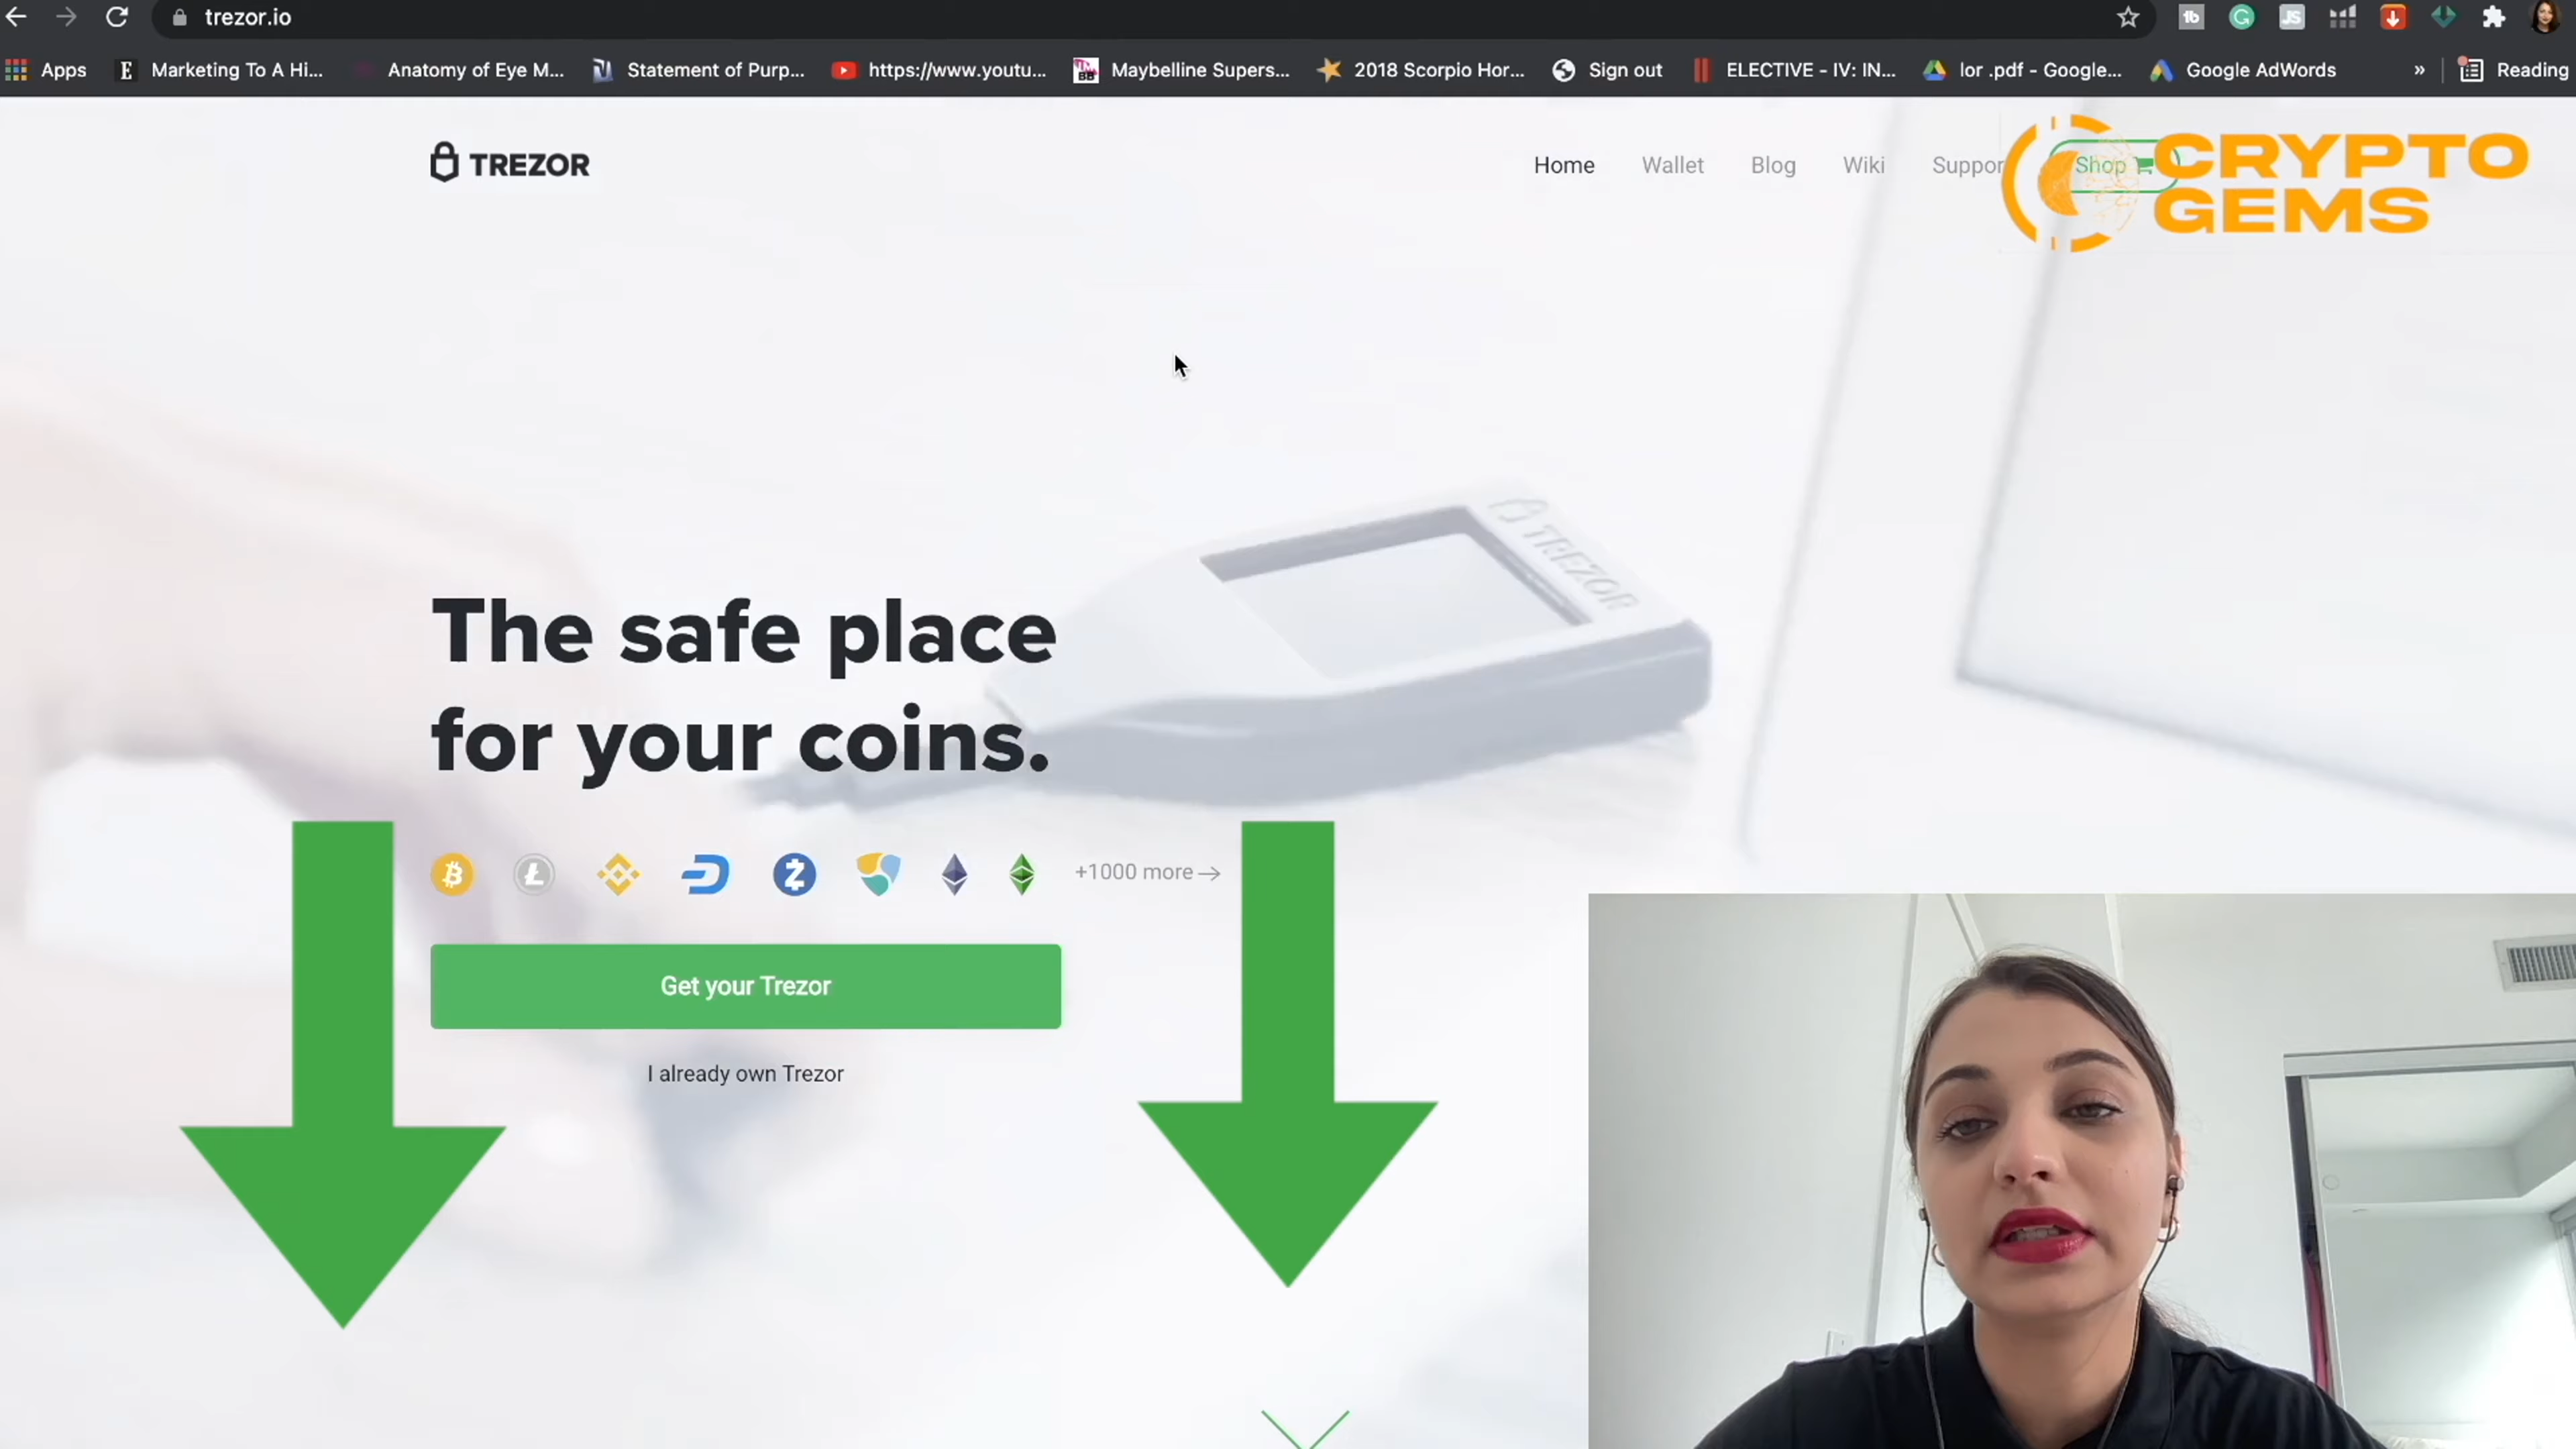 trezor.io
Apps
Marketing To A Hi...
Anatomy of Eye M...
Statement of Purp...
https://www.youtu...
Maybelline Supers...
2018 Scorpio Hor...
Sign out
ELECTIVE - IV: IN...
lor .pdf - Google...
Google AdWords
»
Reading
TREZOR
Home
Wallet
Blog
Wiki
Suppor
Shop
CRYPTO
GEMS
TREZOR
The safe place
for your coins.
+1000 more →
Get your Trezor
I already own Trezor